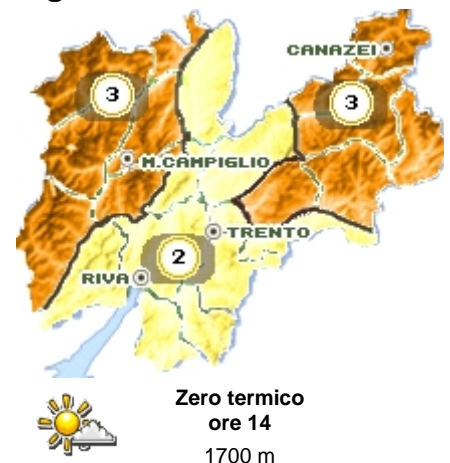 CANAZEI
3
3
M.CAMPIGLIO
TRENTO
2
RIVA
Zero termico
ore 14
1700 m